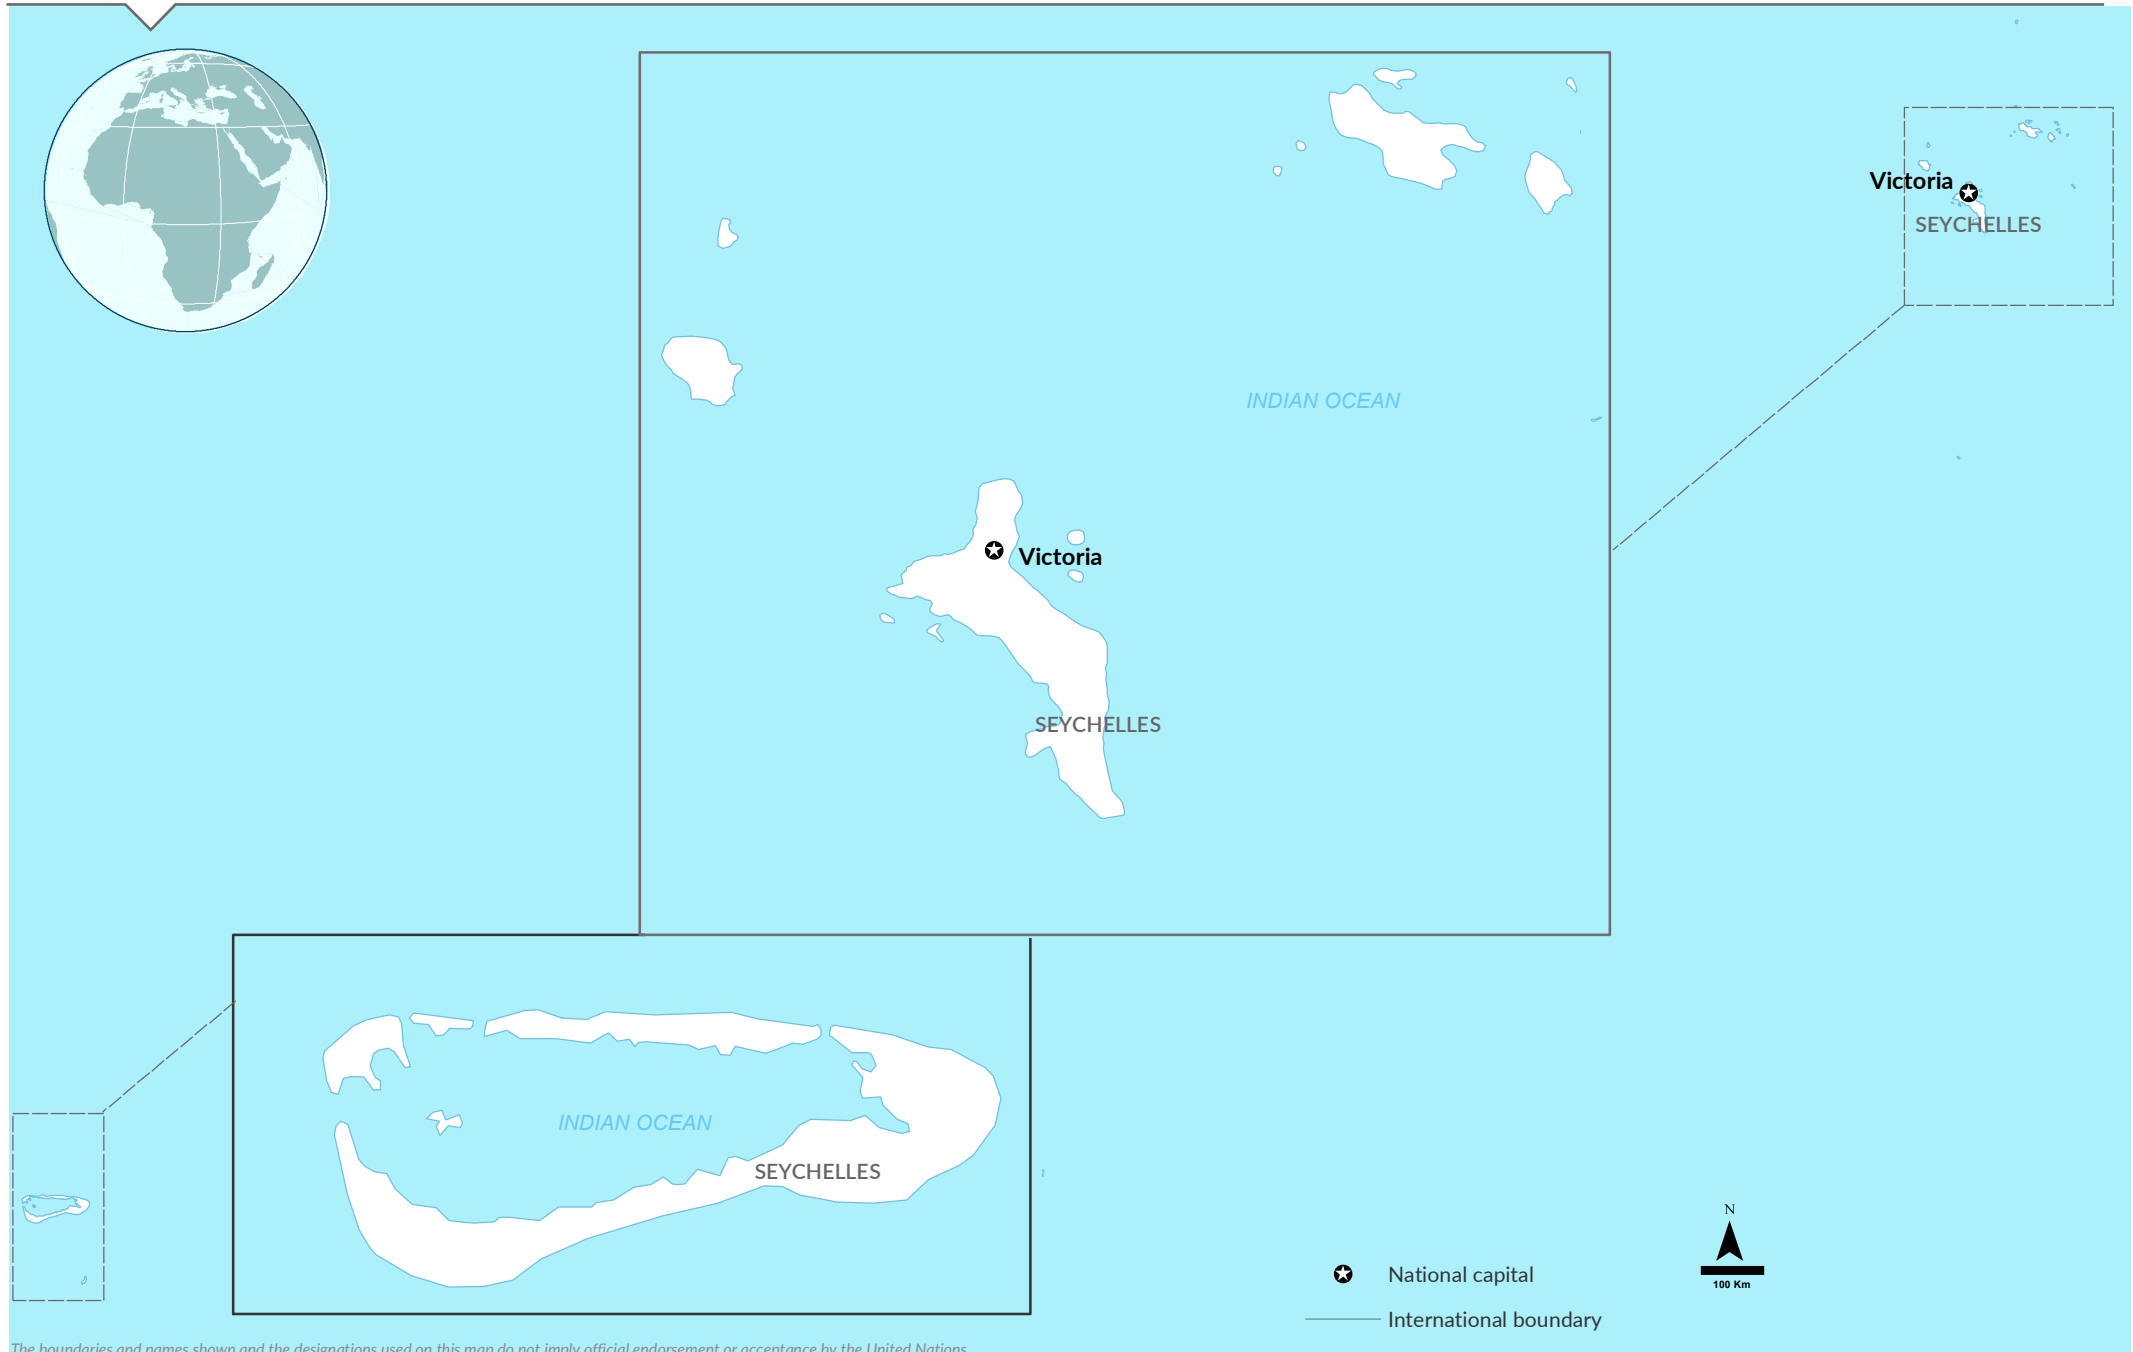 Victoria
SEYCHELLES
INDIAN OCEAN
Victoria
SEYCHELLES
INDIAN OCEAN
SEYCHELLES
N
100 Km
National capital
International boundary
The boundaries and names shown and the designations used on this map do not imply official endorsement or acceptance by the United Nations.